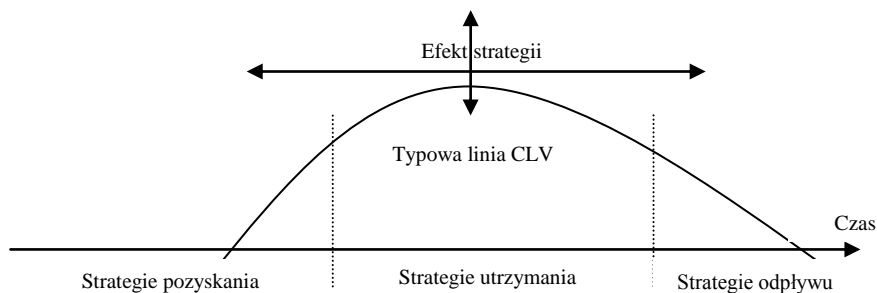 Efekt strategii
Typowa linia CLV
Czas
Strategie pozyskania
Strategie utrzymania
Strategie odpływu